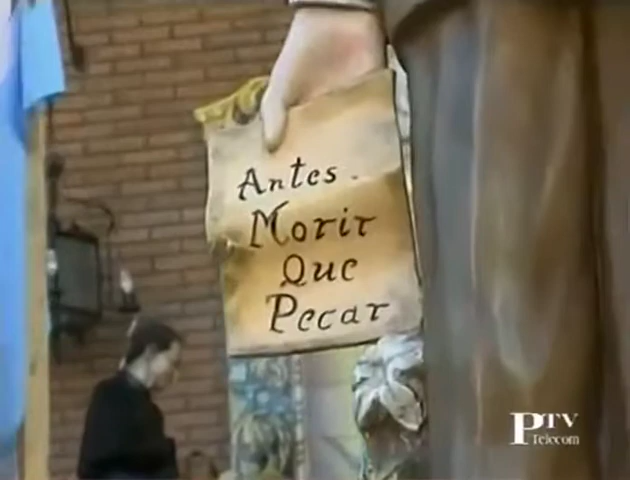 Antes.
Morir
Que
Pecar
PTV
Telecom